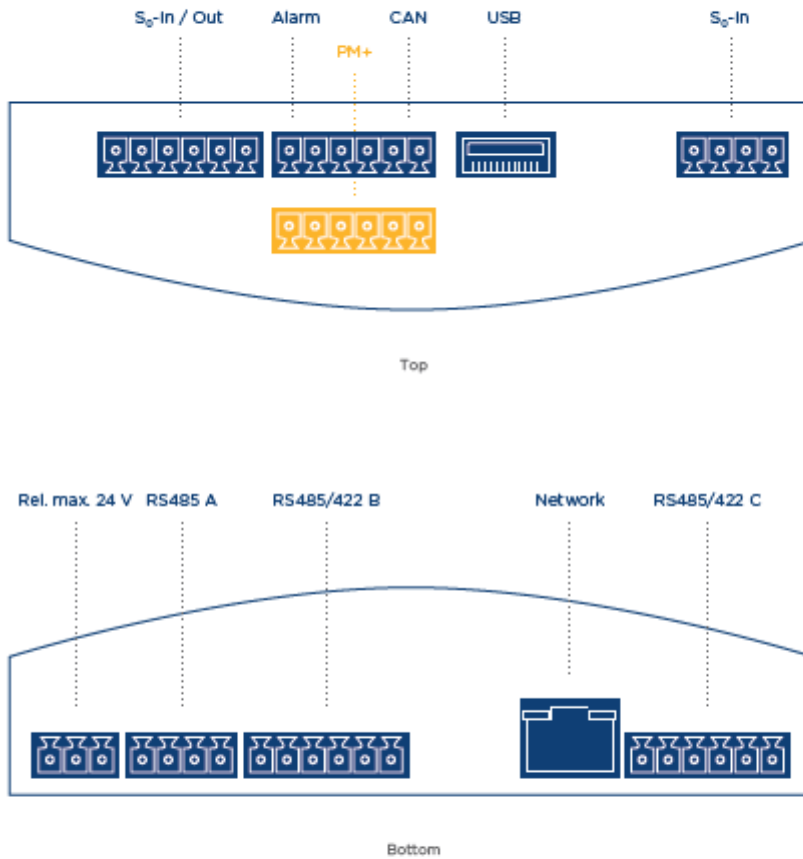 S₀-In / Out Alarm CAN USB S₀-In
PM+
Top
Rel. max. 24 V RS485 A RS485/422 B Network RS485/422 C
Bottom